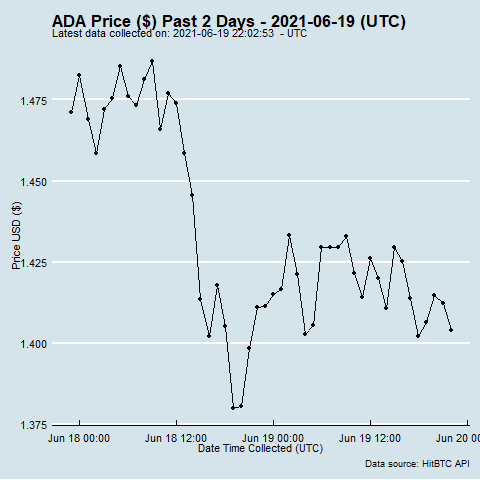 ADA Price ($) Past 2 Days - 2021-06-19 (UTC)
Latest data collected on: 2021-06-19 22:02:53 - UTC
1.475
1.450
1.425
1.400
1.375
Price USD ($)
Jun 18 00:00 Jun 18 12:00 Jun 19 00:00 Jun 19 12:00 Jun 20 00
Date Time Collected (UTC)
Data source: HitBTC API